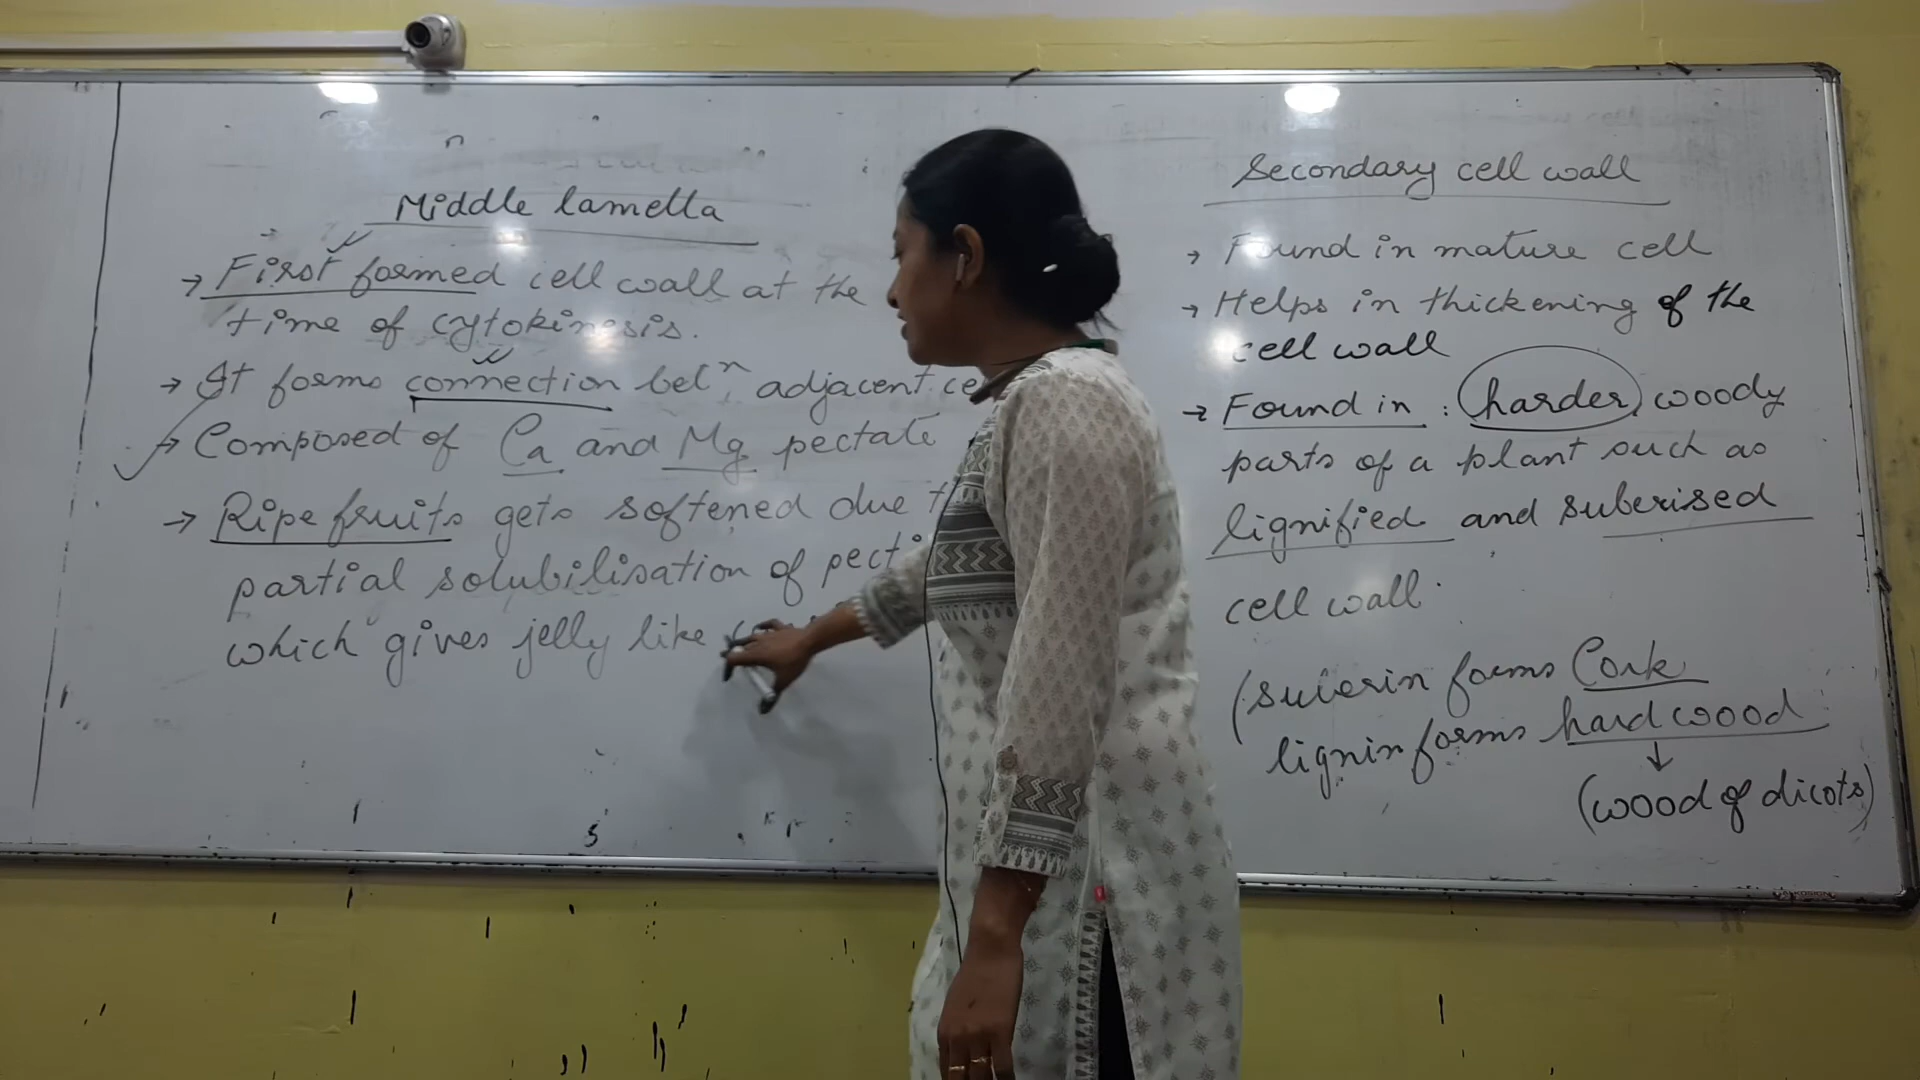 Middle lamella
→ First formed cell wall at the
time of cytokinesis.
→ It forms connection betⁿ adjacent
→ Composed of Ca and Mg pectate
→ Ripe fruits gets softened due
partial solubilisation of
which gives jelly like
Secondary cell wall
→ Found in mature cell
→ Helps in thickening of the
cell wall
→ Found in : harder, woody
parts of a plant such as
lignified and suberised
cell wall.
(suberin forms Cork
lignin forms hard wood
↓
(wood of dicots)